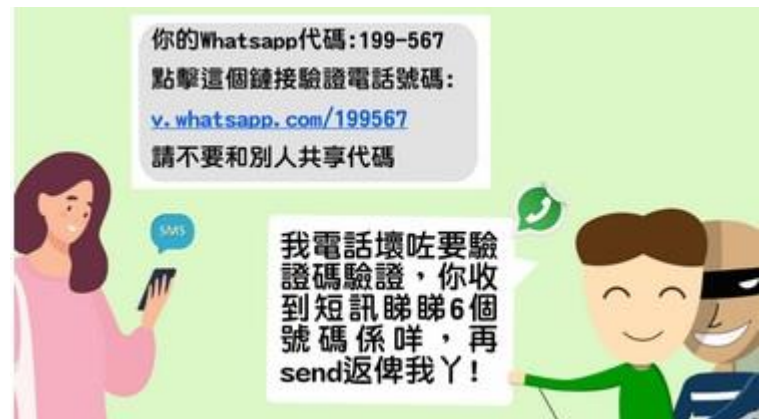 你的Whatsapp代碼:199-567
點擊這個鏈接驗證電話號碼:
v.whatsapp.com/199567
請不要和別人共享代碼
SMS
我電話壞咗要驗
證碼驗證，你收
到短訊睇睇6個
號碼係咩，再
send返俾我丫!